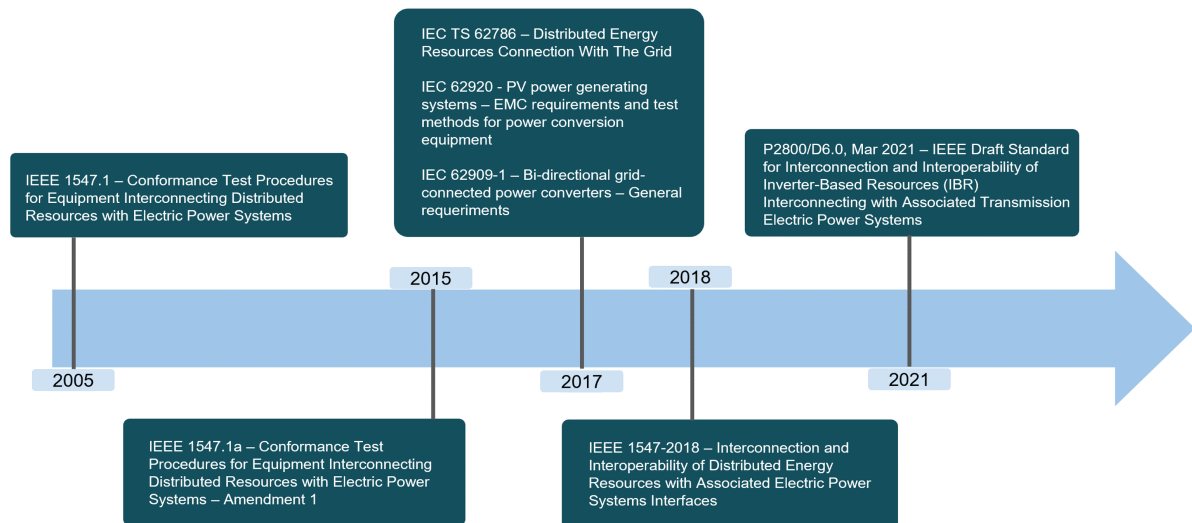 IEC TS 62786 – Distributed Energy
Resources Connection With The Grid
IEC 62920 - PV power generating
systems – EMC requirements and test
methods for power conversion
equipment
IEC 62909-1 – Bi-directional grid-
connected power converters – General
requeriments
IEEE 1547.1 – Conformance Test Procedures
for Equipment Interconnecting Distributed
Resources with Electric Power Systems
P2800/D6.0, Mar 2021 – IEEE Draft Standard
for Interconnection and Interoperability of
Inverter-Based Resources (IBR)
Interconnecting with Associated Transmission
Electric Power Systems
2015
2018
2005
2017
2021
IEEE 1547.1a – Conformance Test
Procedures for Equipment Interconnecting
Distributed Resources with Electric Power
Systems – Amendment 1
IEEE 1547-2018 – Interconnection and
Interoperability of Distributed Energy
Resources with Associated Electric Power
Systems Interfaces